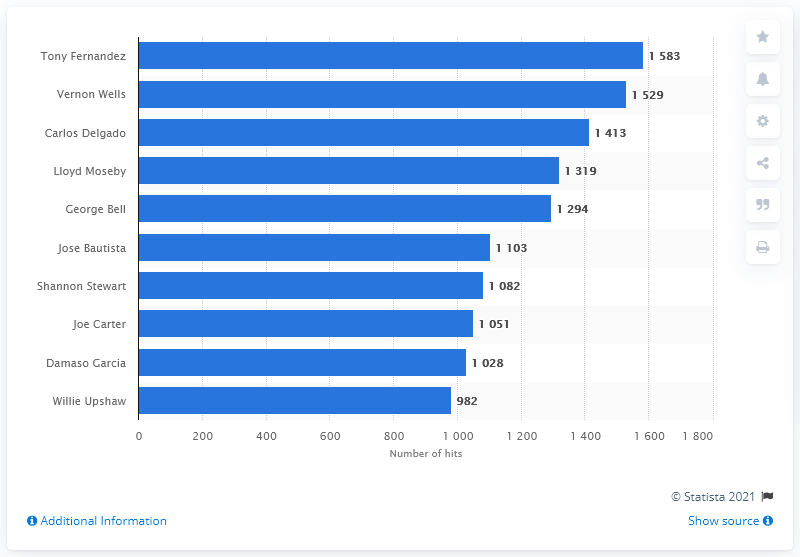 Tony Fernandez 1 583
Vernon Wells 1 529
Carlos Delgado 1 413
Lloyd Moseby 1 319
George Bell 1 294
Jose Bautista 1 103
Shannon Stewart 1 082
Joe Carter 1 051
Damaso Garcia 1 028
Willie Upshaw 982
0 200 400 600 800 1 000 1 200 1 400 1 600 1 800
Number of hits
© Statista 2021
Additional Information Show source